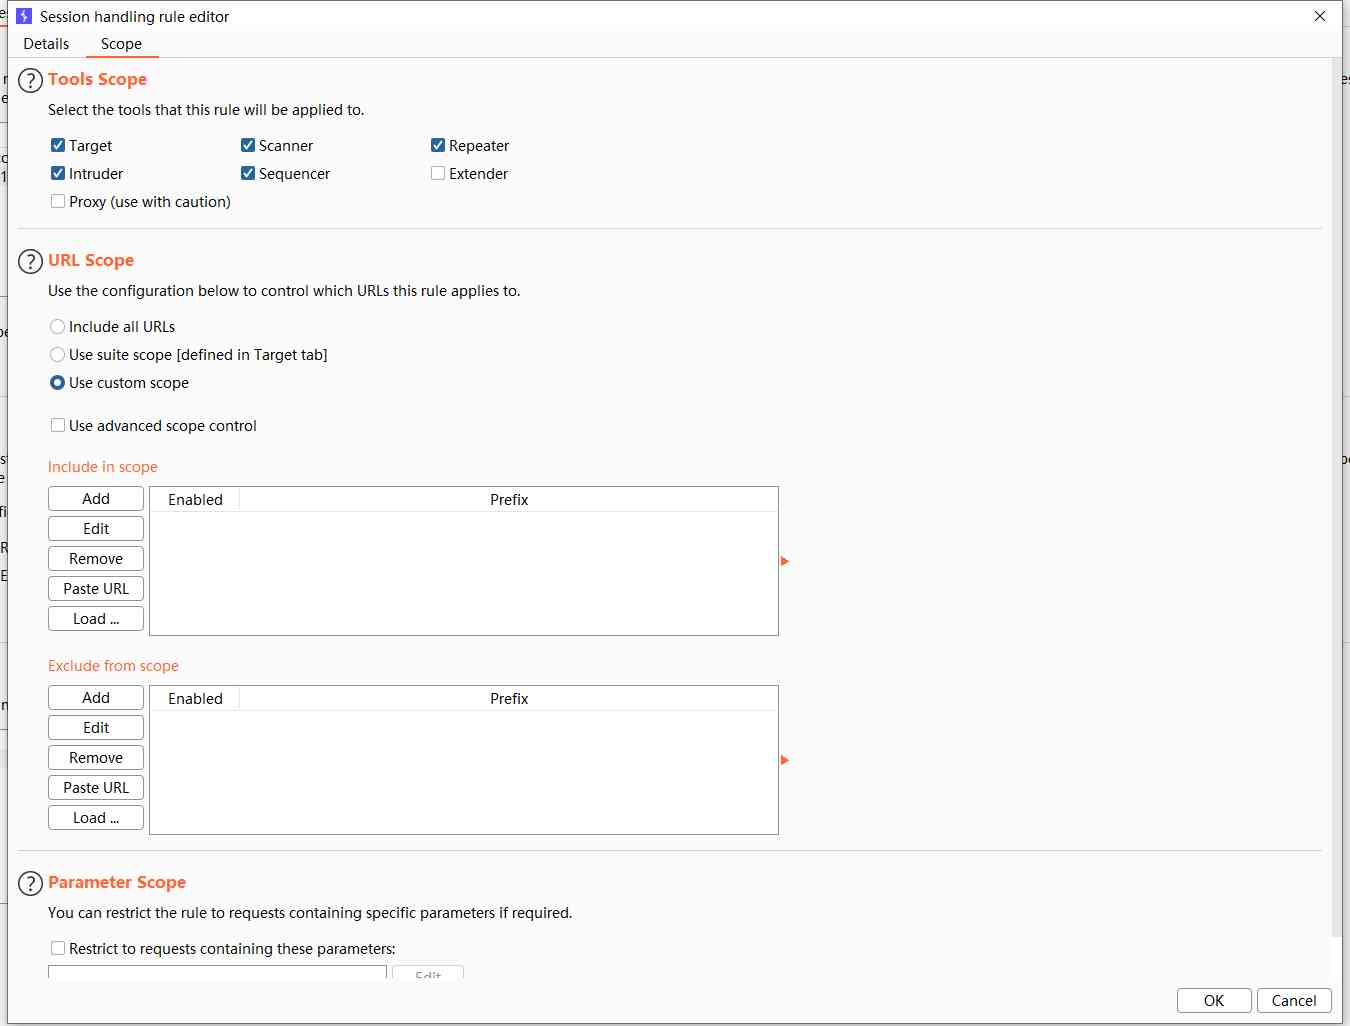 Session handling rule editor
Details
Scope
Tools Scope
Select the tools that this rule will be applied to.
Target Scanner Repeater
Intruder Sequencer Extender
Proxy (use with caution)
URL Scope
Use the configuration below to control which URLs this rule applies to.
Include all URLs
Use suite scope [defined in Target tab]
Use custom scope
Use advanced scope control
Include in scope
Add
Enabled Prefix
Edit
Remove
Paste URL
Load ...
Exclude from scope
Add
Enabled Prefix
Edit
Remove
Paste URL
Load ...
Parameter Scope
You can restrict the rule to requests containing specific parameters if required.
Restrict to requests containing these parameters:
Edit
OK Cancel